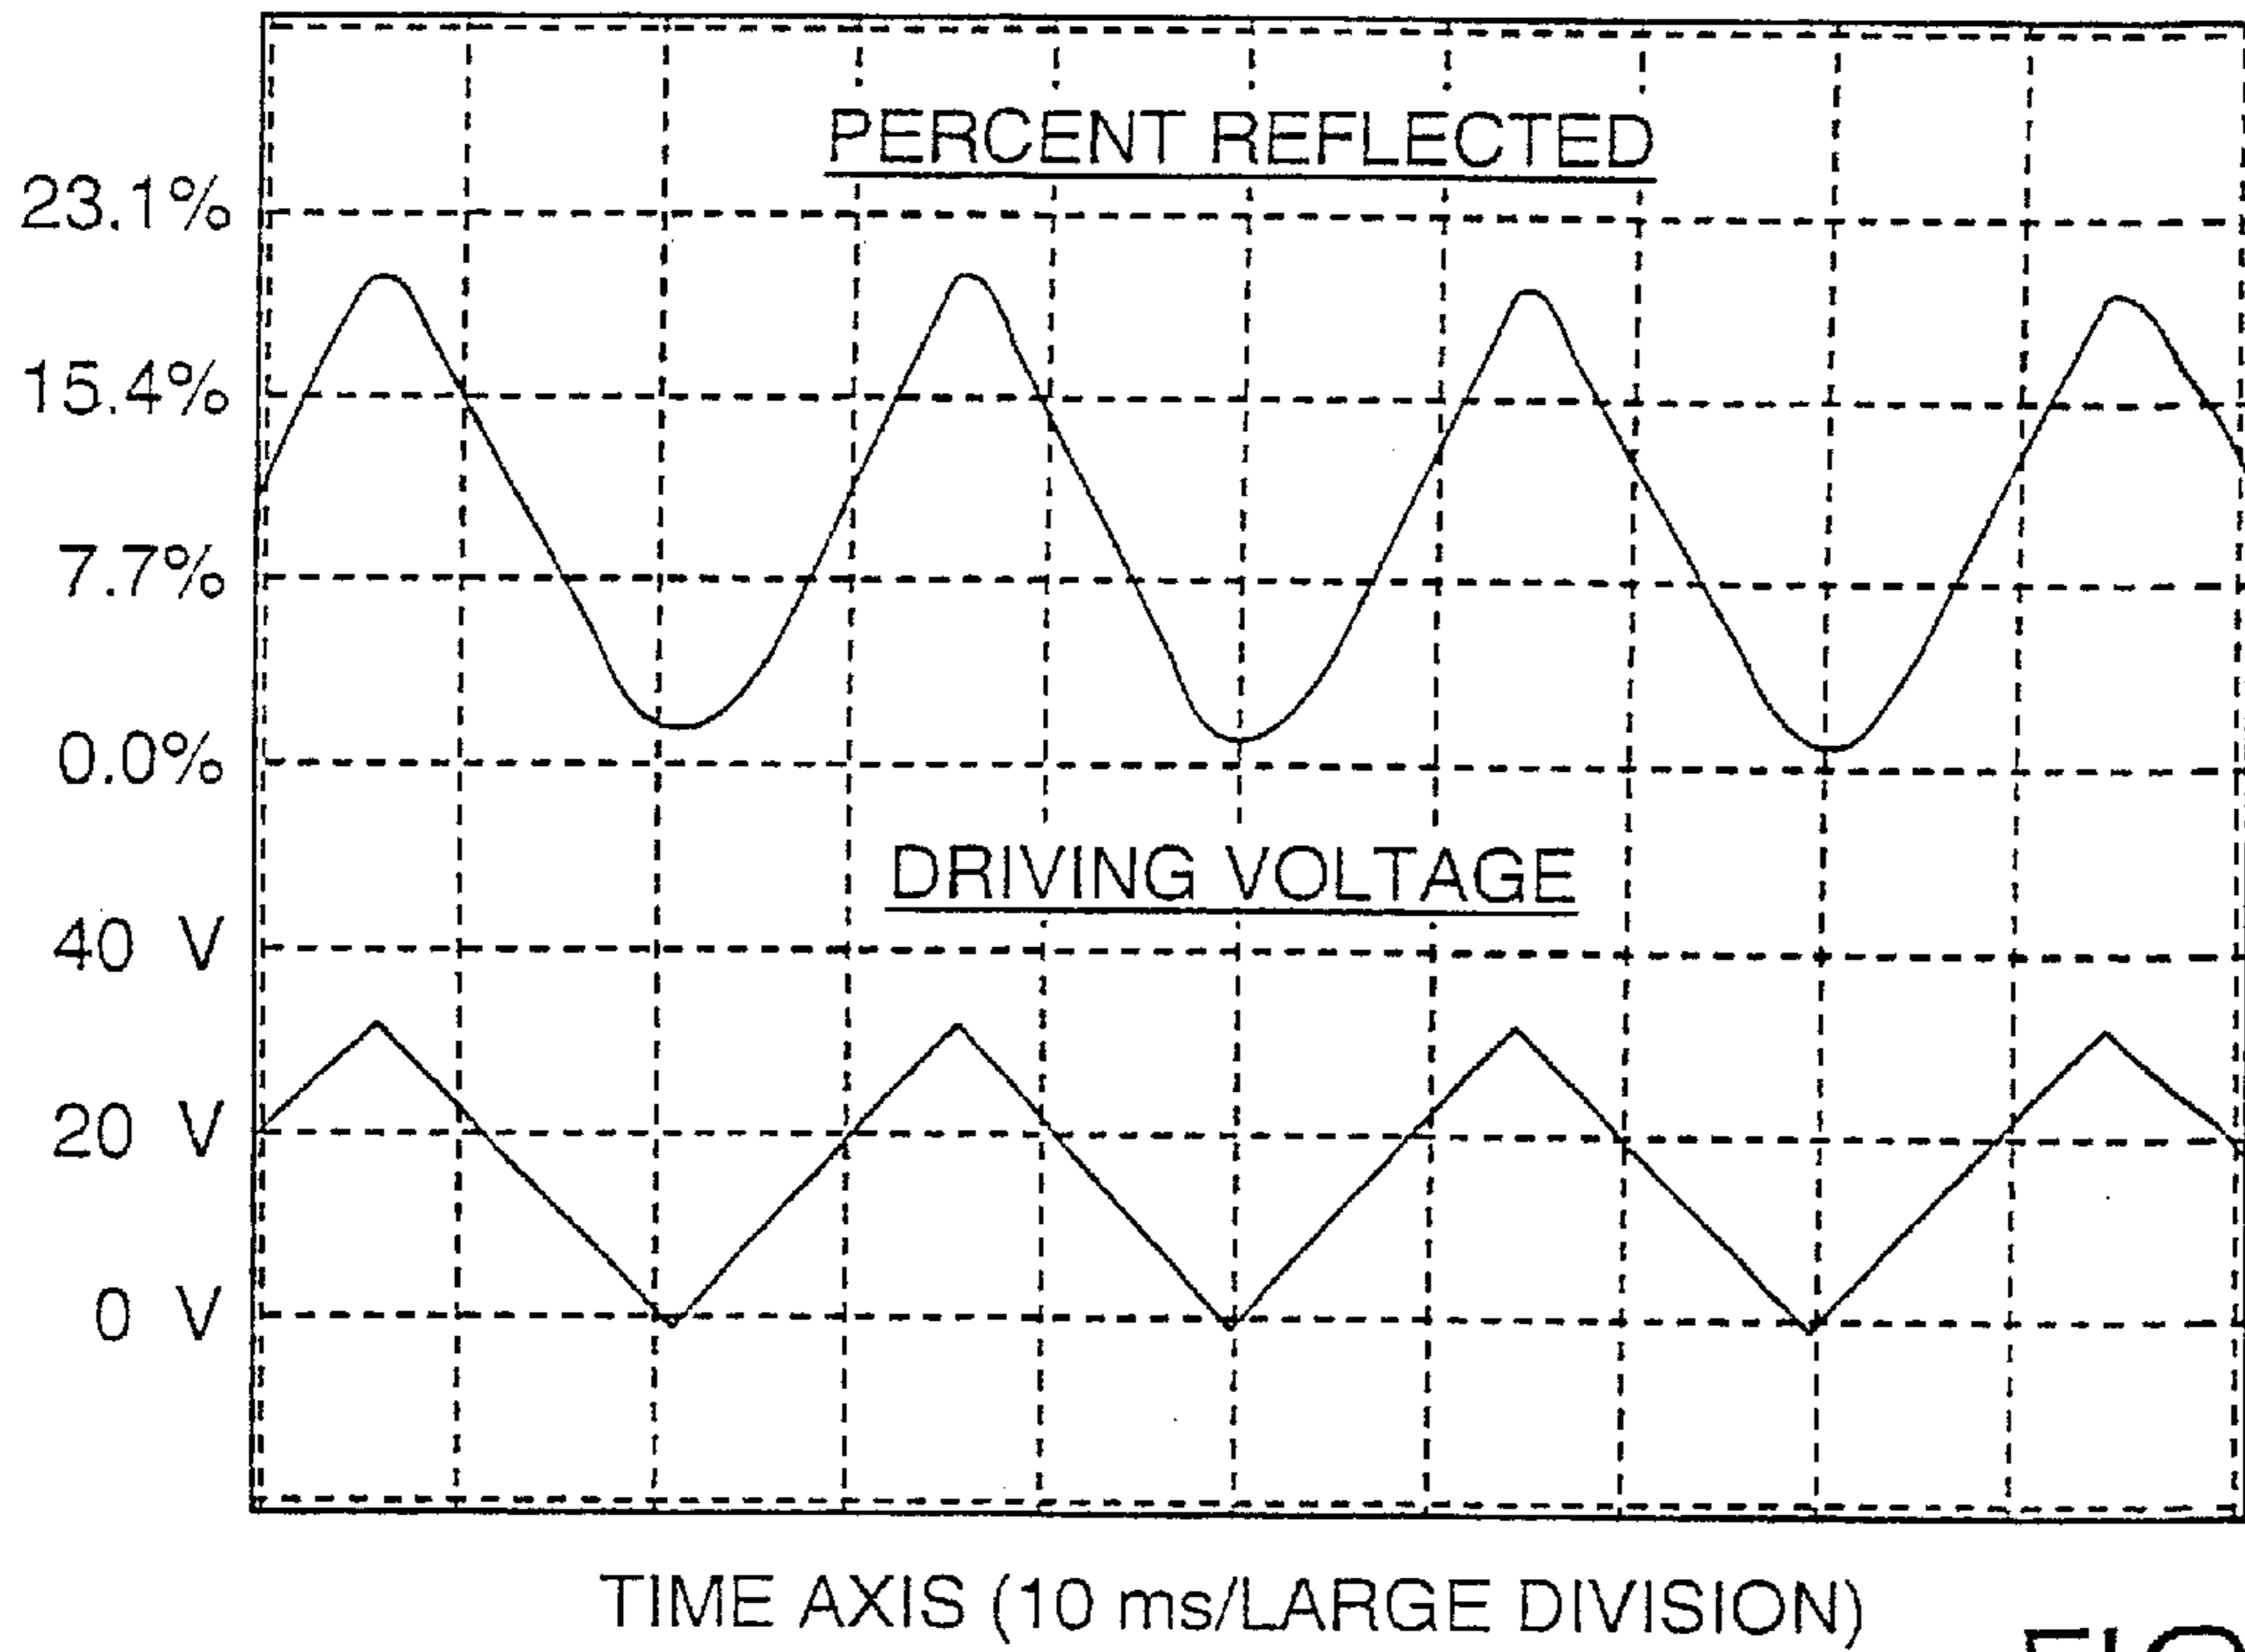 PERCENT REFLECTED
23.1%
15.4%
7.7%
0.0%
DRIVING VOLTAGE
40 V
20 V
0 V
TIME AXIS (10 ms/LARGE DIVISION)